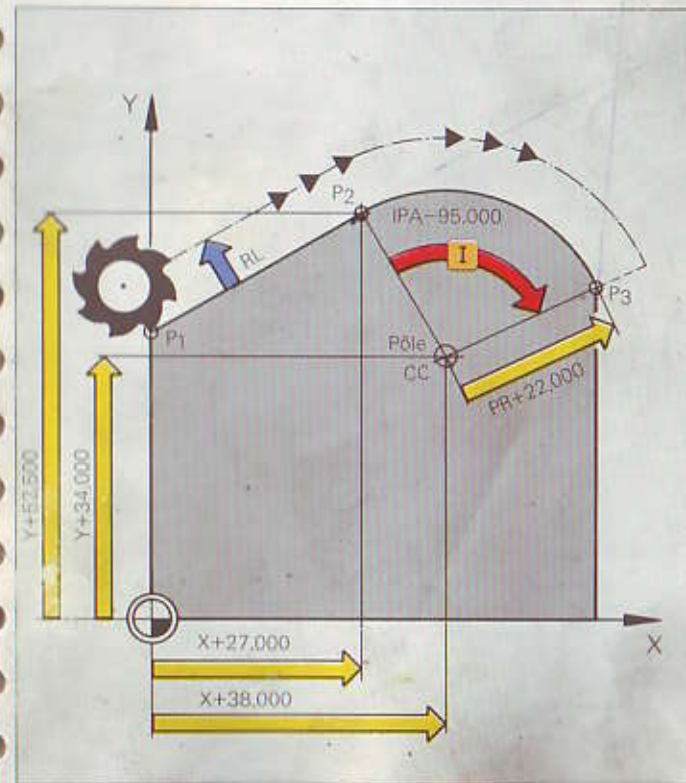 Y
P2
IPA-95.000
I
RL
P3
P1
Pôle
CC
PR+22,000
Y+52,500
Y+34,000
X
X+27,000
X+38,000